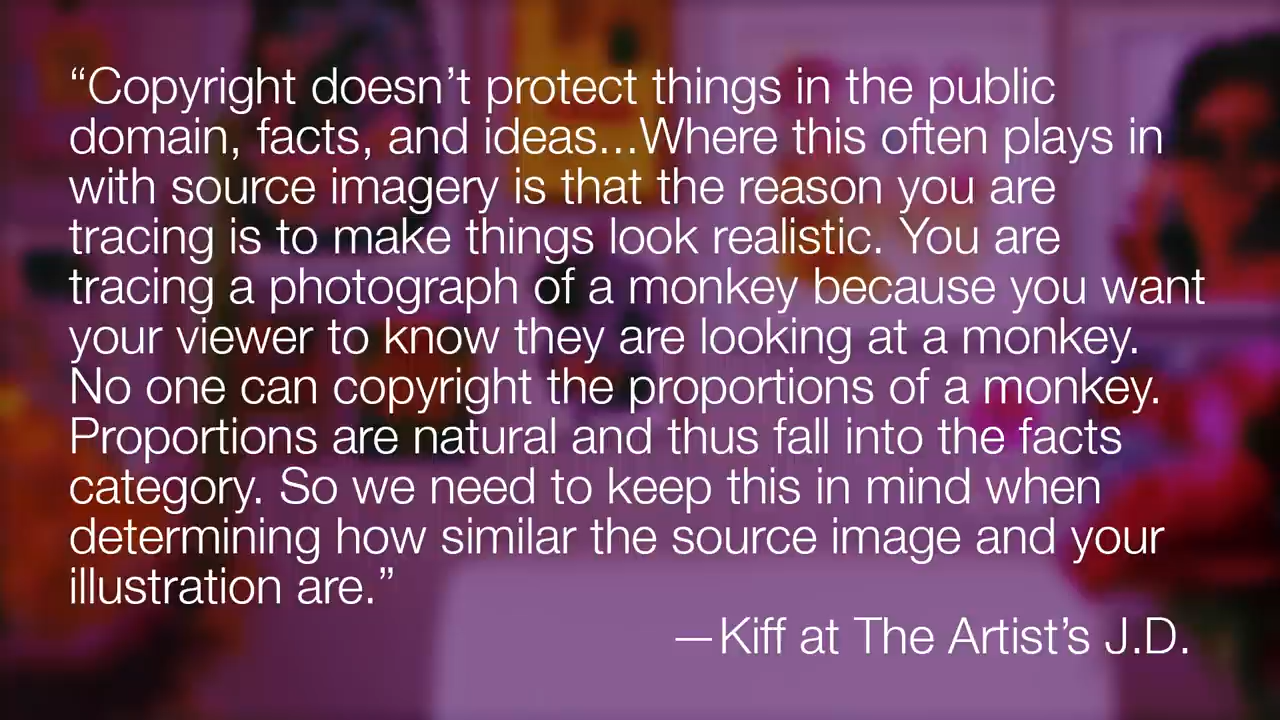 “Copyright doesn’t protect things in the public
domain, facts, and ideas...Where this often plays in
with source imagery is that the reason you are
tracing is to make things look realistic. You are
tracing a photograph of a monkey because you want
your viewer to know they are looking at a monkey.
No one can copyright the proportions of a monkey.
Proportions are natural and thus fall into the facts
category. So we need to keep this in mind when
determining how similar the source image and your
illustration are.”
—Kiff at The Artist’s J.D.